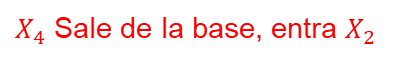 X₄ Sale de la base, entra X₂